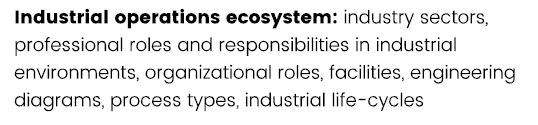 Industrial operations ecosystem: industry sectors,
professional roles and responsibilities in industrial
environments, organizational roles, facilities, engineering
diagrams, process types, industrial life-cycles